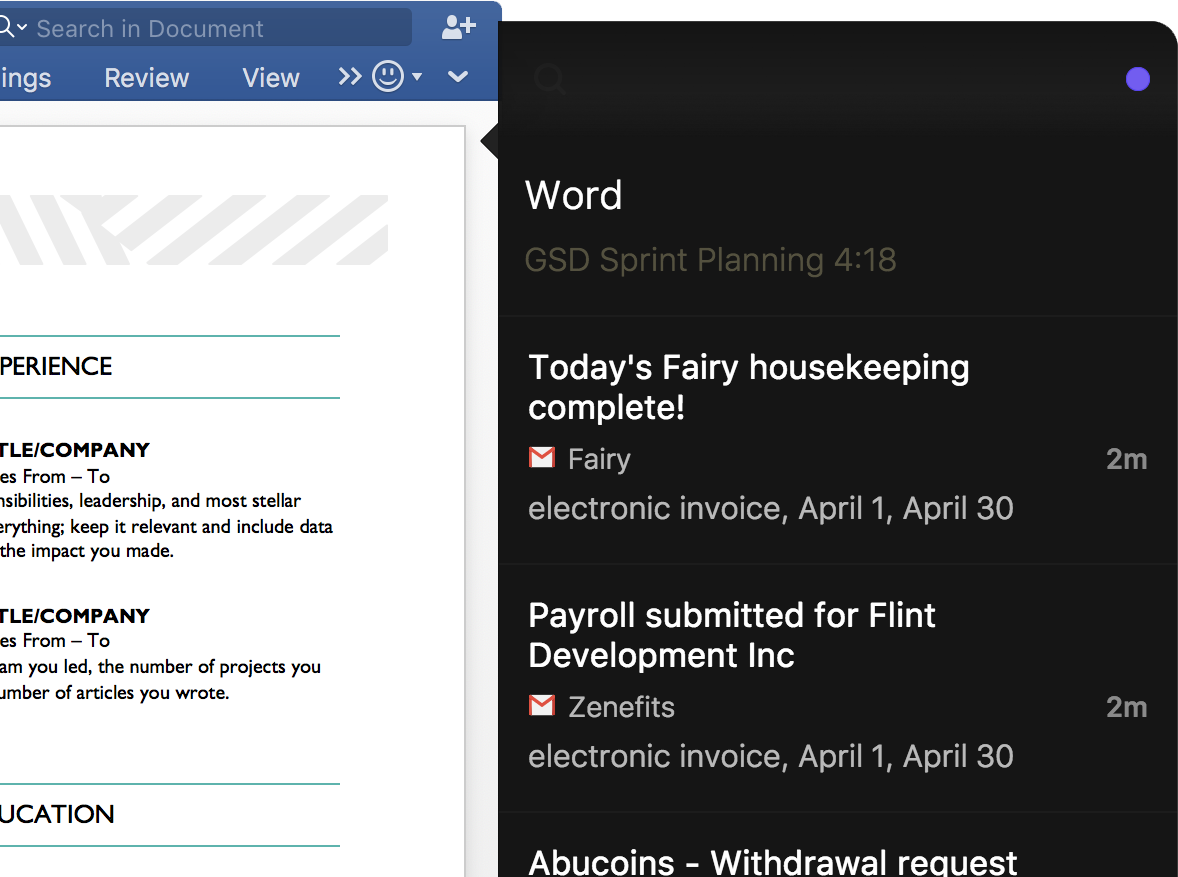 Search in Document
ings Review View
PERIENCE
TLE/COMPANY
es From – To
nsibilities, leadership, and most stellar
erything; keep it relevant and include data
the impact you made.
TLE/COMPANY
es From – To
am you led, the number of projects you
umber of articles you wrote.
UCATION
Word
GSD Sprint Planning 4:18
Today's Fairy housekeeping
complete!
Fairy 2m
electronic invoice, April 1, April 30
Payroll submitted for Flint
Development Inc
Zenefits 2m
electronic invoice, April 1, April 30
Abucoins - Withdrawal request